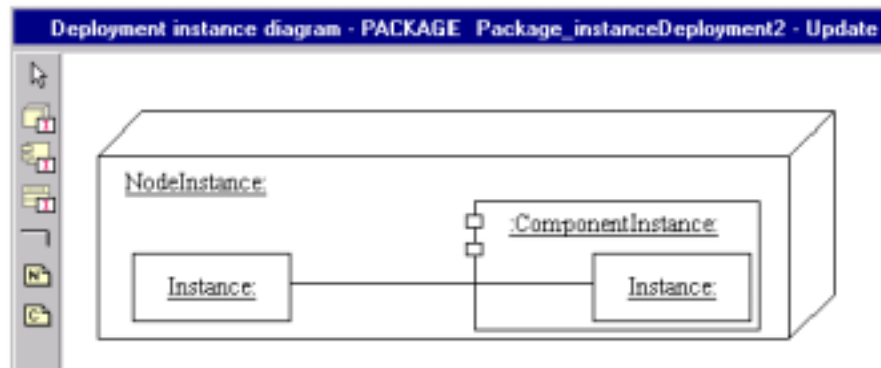 Deployment instance diagram - PACKAGE Package_instanceDeployment2 - Update
NodeInstance:
:ComponentInstance:
Instance:
Instance:
I
I
I
N
C